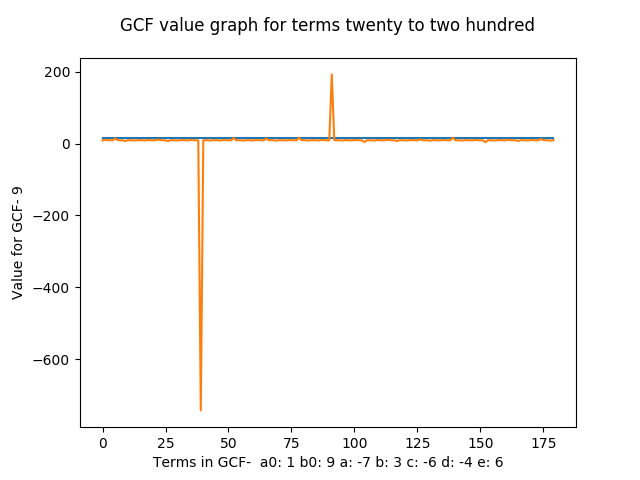 GCF value graph for terms twenty to two hundred
200
0
−200
−400
−600
Value for GCF- 9
0 25 50 75 100 125 150 175
Terms in GCF-  a0: 1 b0: 9 a: -7 b: 3 c: -6 d: -4 e: 6